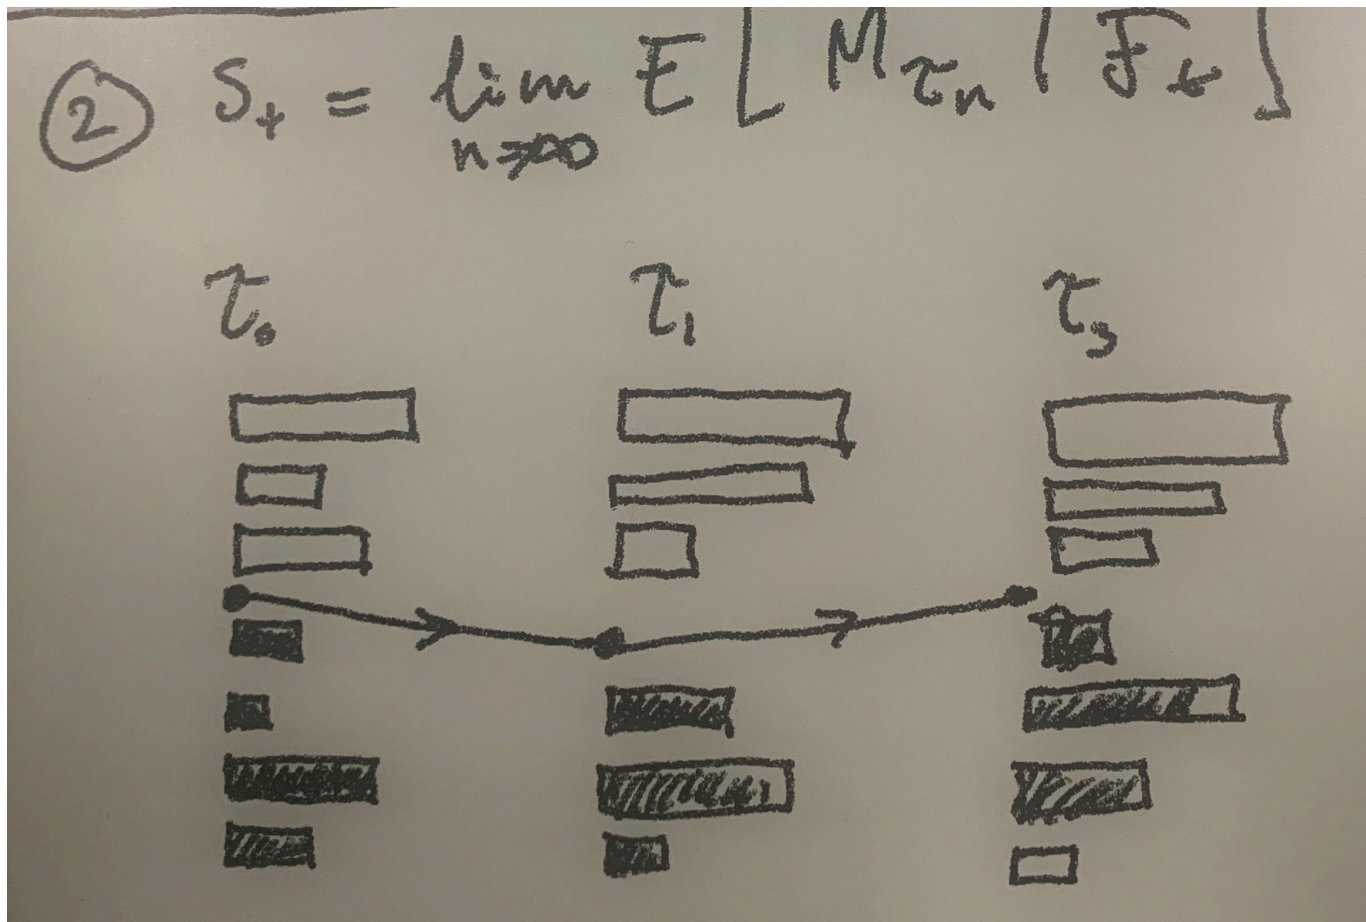 ② S_t = lim_{n→∞} E[M_{τ_n} | F_t]
τ_0 τ_1 τ_3